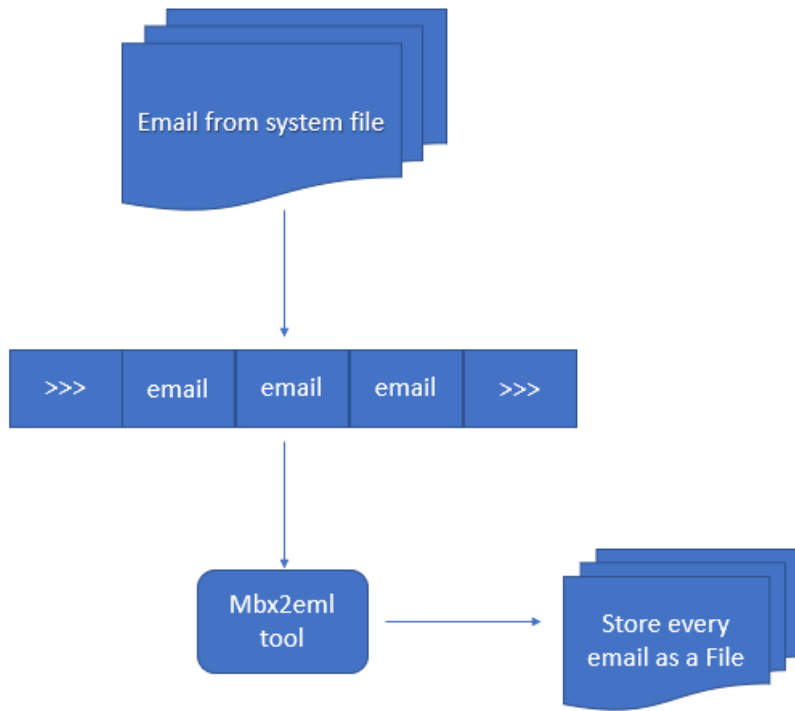 Email from system file
>>> email email email >>>
Mbx2eml
tool
Store every
email as a File